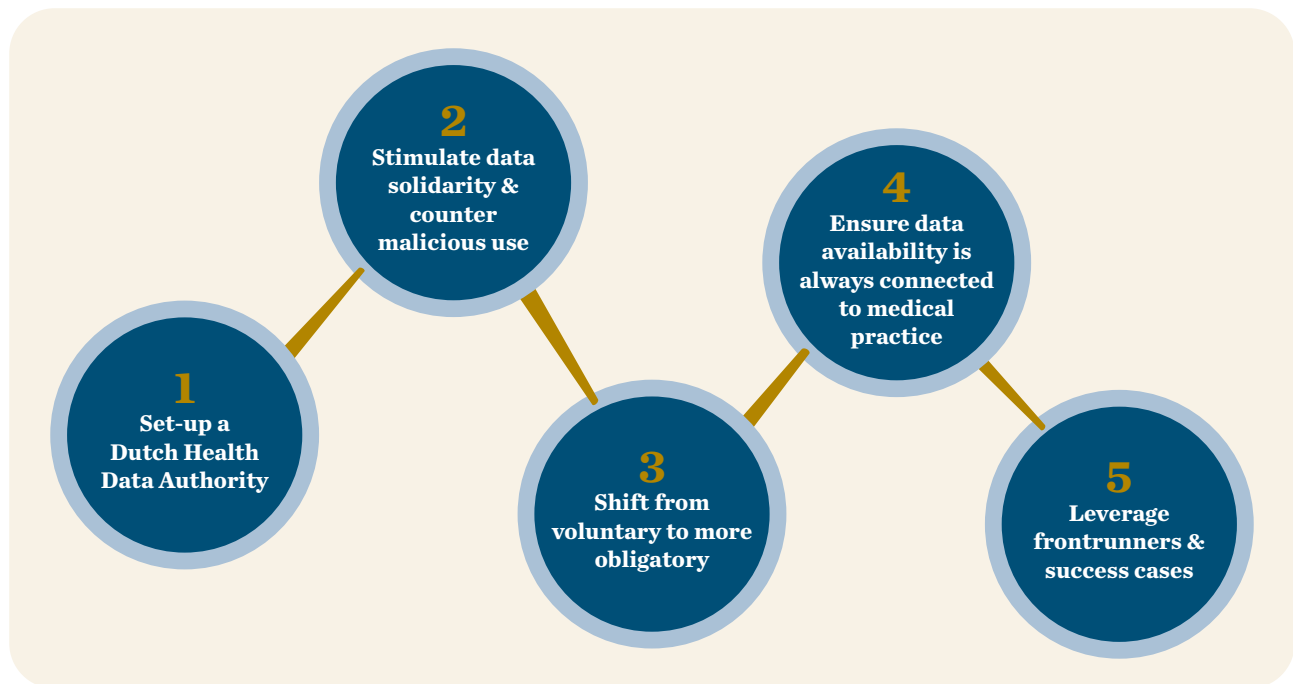 1
Set-up a
Dutch Health
Data Authority
2
Stimulate data
solidarity &
counter
malicious use
3
Shift from
voluntary to more
obligatory
4
Ensure data
availability is
always connected
to medical
practice
5
Leverage
frontrunners &
success cases